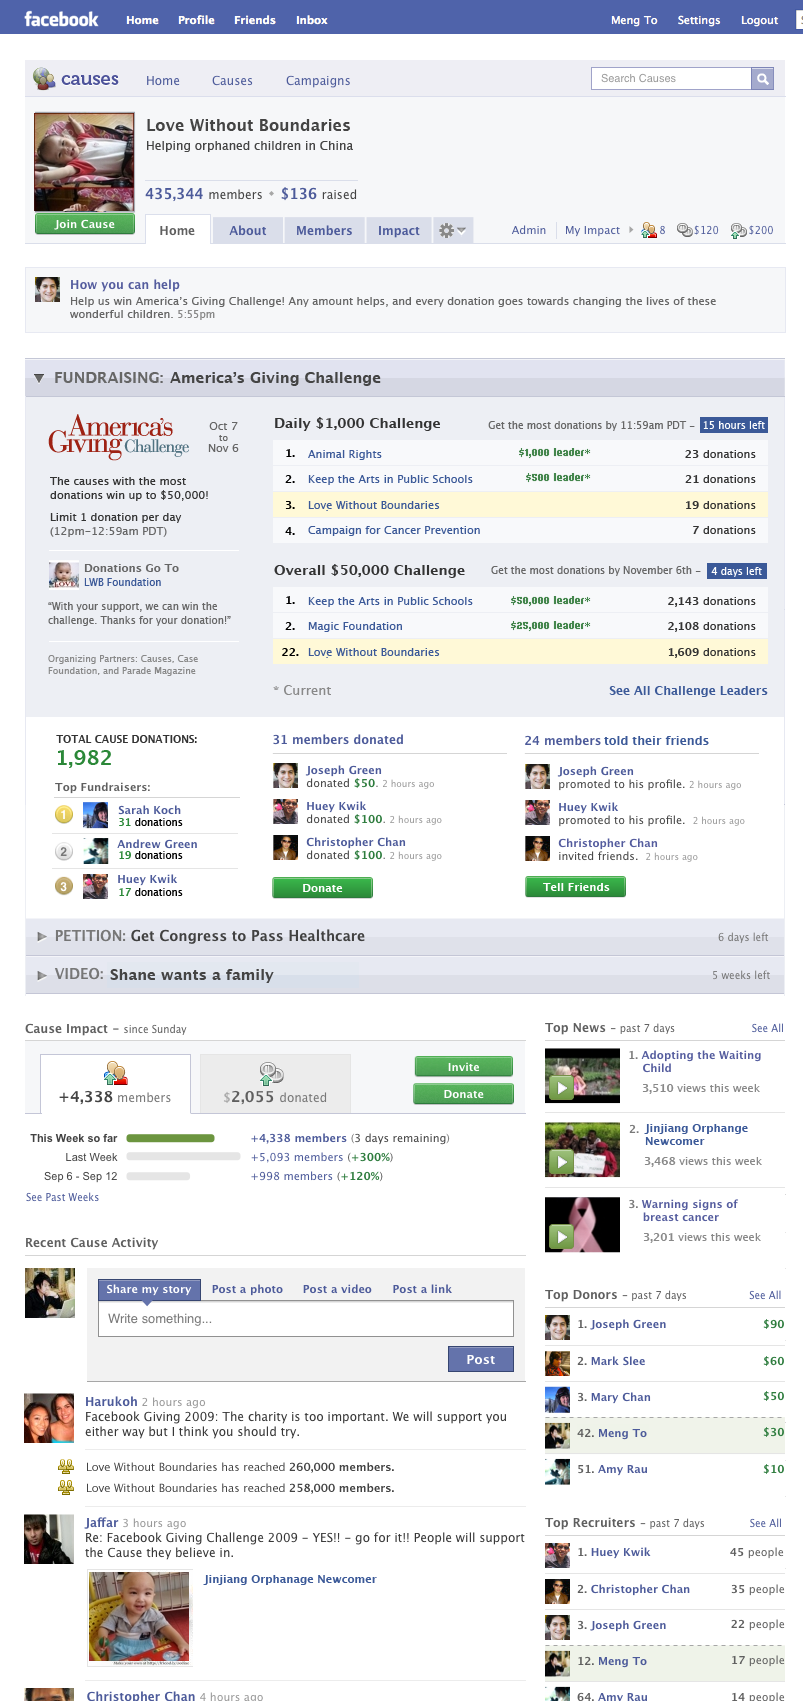 facebook Home Profile Friends Inbox Meng To Settings Logout
causes Home Causes Campaigns Search Causes
Love Without Boundaries
Helping orphaned children in China
435,344 members • $136 raised
Join Cause
Home About Members Impact Admin My Impact 8 $120 $200
How you can help
Help us win America's Giving Challenge! Any amount helps, and every donation goes towards changing the lives of these
wonderful children. 5:55pm
FUNDRAISING: America's Giving Challenge
America's
Giving Challenge
Oct 7
to
Nov 6
The causes with the most
donations win up to $50,000!
Limit 1 donation per day
(12pm-12:59am PDT)
Donations Go To
LWB Foundation
"With your support, we can win the
challenge. Thanks for your donation!"
Organizing Partners: Causes, Case
Foundation, and Parade Magazine
Daily $1,000 Challenge Get the most donations by 11:59am PDT – 15 hours left
1. Animal Rights $1,000 leader* 23 donations
2. Keep the Arts in Public Schools $500 leader* 21 donations
3. Love Without Boundaries 19 donations
4. Campaign for Cancer Prevention 7 donations
Overall $50,000 Challenge Get the most donations by November 6th – 4 days left
1. Keep the Arts in Public Schools $50,000 leader* 2,143 donations
2. Magic Foundation $25,000 leader* 2,108 donations
22. Love Without Boundaries 1,609 donations
* Current See All Challenge Leaders
TOTAL CAUSE DONATIONS:
1,982
Top Fundraisers:
1 Sarah Koch
31 donations
2 Andrew Green
19 donations
3 Huey Kwik
17 donations
31 members donated
Joseph Green
donated $50. 2 hours ago
Huey Kwik
donated $100. 2 hours ago
Christopher Chan
donated $100. 2 hours ago
Donate
24 members told their friends
Joseph Green
promoted to his profile. 2 hours ago
Huey Kwik
promoted to his profile. 2 hours ago
Christopher Chan
invited friends. 2 hours ago
Tell Friends
PETITION: Get Congress to Pass Healthcare 6 days left
VIDEO: Shane wants a family 5 weeks left
Cause Impact – since Sunday
+4,338 members
$2,055 donated
Invite
Donate
This Week so far +4,338 members (3 days remaining)
Last Week +5,093 members (+300%)
Sep 6 - Sep 12 +998 members (+120%)
See Past Weeks
Recent Cause Activity
Share my story Post a photo Post a video Post a link
Write something...
Post
Harukoh 2 hours ago
Facebook Giving 2009: The charity is too important. We will support you
either way but I think you should try.
Love Without Boundaries has reached 260,000 members.
Love Without Boundaries has reached 258,000 members.
Jaffar 3 hours ago
Re: Facebook Giving Challenge 2009 – YES!! – go for it!! People will support
the Cause they believe in.
Jinjiang Orphanage Newcomer
Christopher Chan 4 hours ago
Top News – past 7 days See All
1. Adopting the Waiting
Child
3,510 views this week
2. Jinjiang Orphange
Newcomer
3,468 views this week
3. Warning signs of
breast cancer
3,201 views this week
Top Donors – past 7 days See All
1. Joseph Green $90
2. Mark Slee $60
3. Mary Chan $50
42. Meng To $30
51. Amy Rau $10
Top Recruiters – past 7 days See All
1. Huey Kwik 45 people
2. Christopher Chan 35 people
3. Joseph Green 22 people
12. Meng To 17 people
64. Amy Rau 14 people